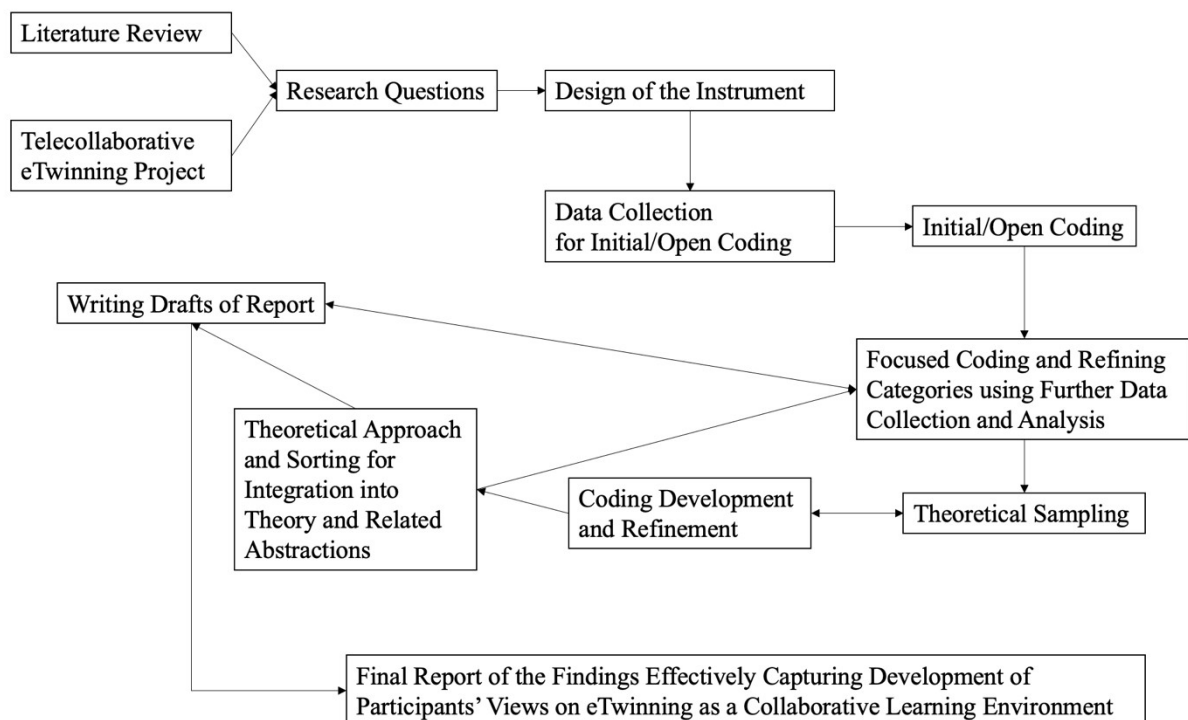 Literature Review
Research Questions
Design of the Instrument
Telecollaborative
eTwinning Project
Data Collection
for Initial/Open Coding
Initial/Open Coding
Writing Drafts of Report
Focused Coding and Refining
Categories using Further Data
Collection and Analysis
Theoretical Approach
and Sorting for
Integration into
Theory and Related
Abstractions
Coding Development
and Refinement
Theoretical Sampling
Final Report of the Findings Effectively Capturing Development of
Participants’ Views on eTwinning as a Collaborative Learning Environment